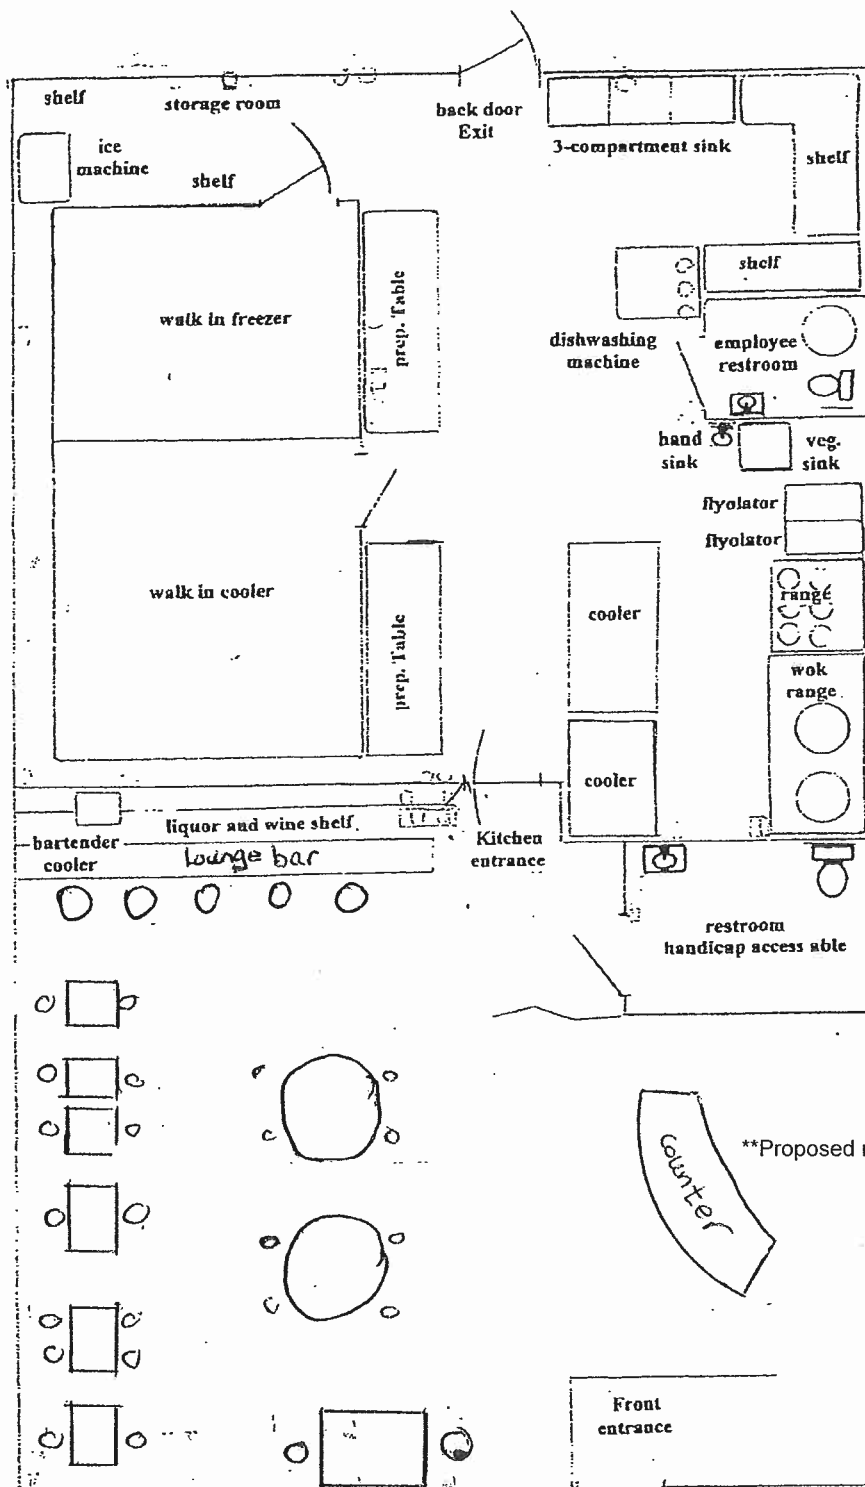 shelf
storage room
back door
Exit
ice
machine
shelf
3-compartment sink
shelf
walk in freezer
prep. Table
shelf
dishwashing
machine
employee
restroom
hand
sink
veg.
sink
flyolator
flyolator
walk in cooler
prep. Table
cooler
range
wok
range
cooler
liquor and wine shelf.
bartender
cooler
Lounge bar
Kitchen
entrance
restroom
handicap access able
counter
**Proposed
Front
entrance